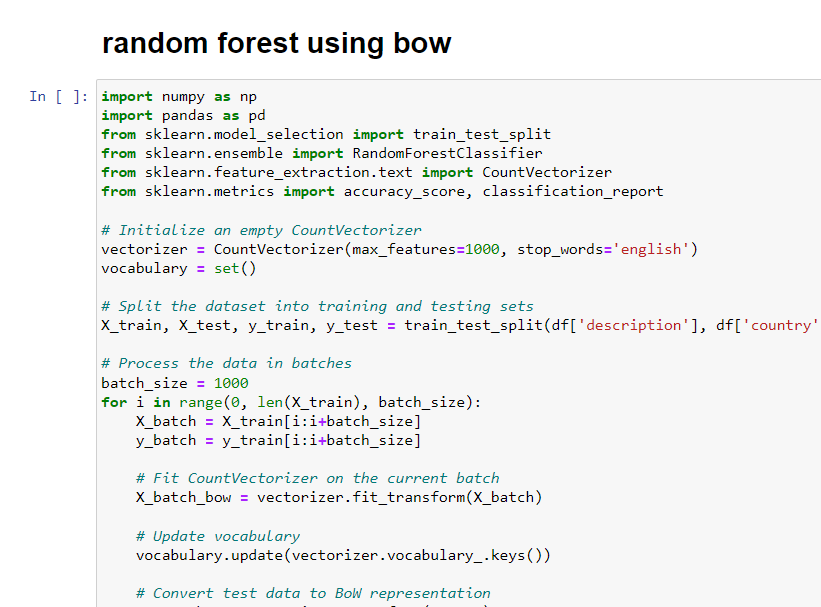 random forest using bow
In [ ]:
import numpy as np
import pandas as pd
from sklearn.model_selection import train_test_split
from sklearn.ensemble import RandomForestClassifier
from sklearn.feature_extraction.text import CountVectorizer
from sklearn.metrics import accuracy_score, classification_report
# Initialize an empty CountVectorizer
vectorizer = CountVectorizer(max_features=1000, stop_words='english')
vocabulary = set()
# Split the dataset into training and testing sets
X_train, X_test, y_train, y_test = train_test_split(df['description'], df['country'
# Process the data in batches
batch_size = 1000
for i in range(0, len(X_train), batch_size):
    X_batch = X_train[i:i+batch_size]
    y_batch = y_train[i:i+batch_size]
    # Fit CountVectorizer on the current batch
    X_batch_bow = vectorizer.fit_transform(X_batch)
    # Update vocabulary
    vocabulary.update(vectorizer.vocabulary_.keys())
    # Convert test data to BoW representation